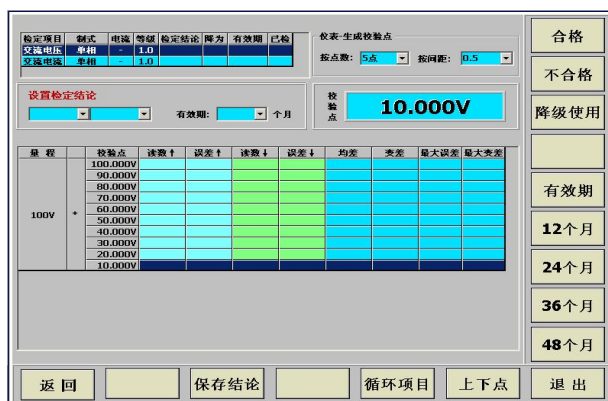 检定项目 制式 电流 等级 检定结论 降为 有效期 已检
交流电压 单相 - 1.0
交流电流 单相 - 1.0
仪表-生成校验点
按点数: 5点 按间距: 0.5
设置检定结论
有效期: 个月
校验点
10.000V
量 程 校验点 读数↑ 误差↑ 读数↓ 误差↓ 均差 变差 最大误差 最大变差
100.000V
90.000V
80.000V
70.000V
60.000V
100V * 50.000V
40.000V
30.000V
20.000V
10.000V
合格
不合格
降级使用
有效期
12个月
24个月
36个月
48个月
返 回 保存结论 循环项目 上下点 退 出